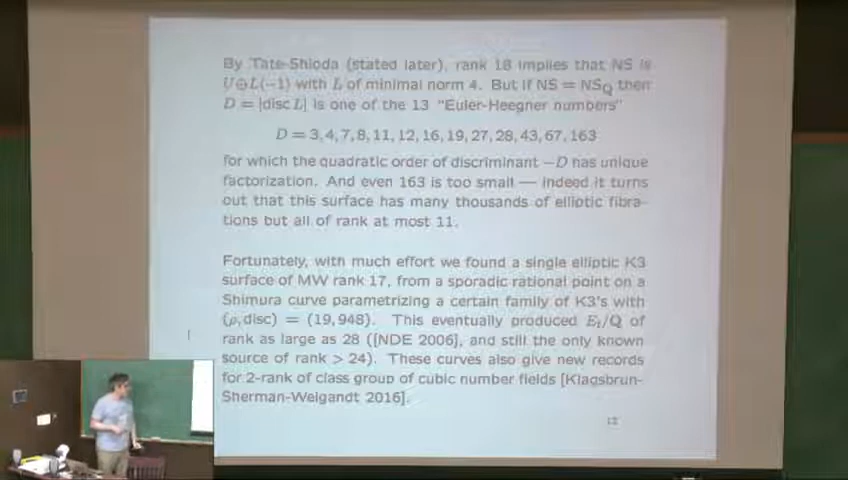 By Tate-Shioda (stated later), rank 18 implies that NS is
U⊕L(−1) with L of minimal norm 4. But if NS = NS_Q then
D = |disc L| is one of the 13 "Euler-Heegner numbers"
D = 3, 4, 7, 8, 11, 12, 16, 19, 27, 28, 43, 67, 163
for which the quadratic order of discriminant −D has unique
factorization. And even 163 is too small — indeed it turns
out that this surface has many thousands of elliptic fibra-
tions but all of rank at most 11.
Fortunately, with much effort we found a single elliptic K3
surface of MW rank 17, from a sporadic rational point on a
Shimura curve parametrizing a certain family of K3's with
(ρ, disc) = (19, 948). This eventually produced E_t/Q of
rank as large as 28 ([NDE 2006], and still the only known
source of rank > 24). These curves also give new records
for 2-rank of class group of cubic number fields [Klagsbrun-
Sherman-Weigandt 2016].
12